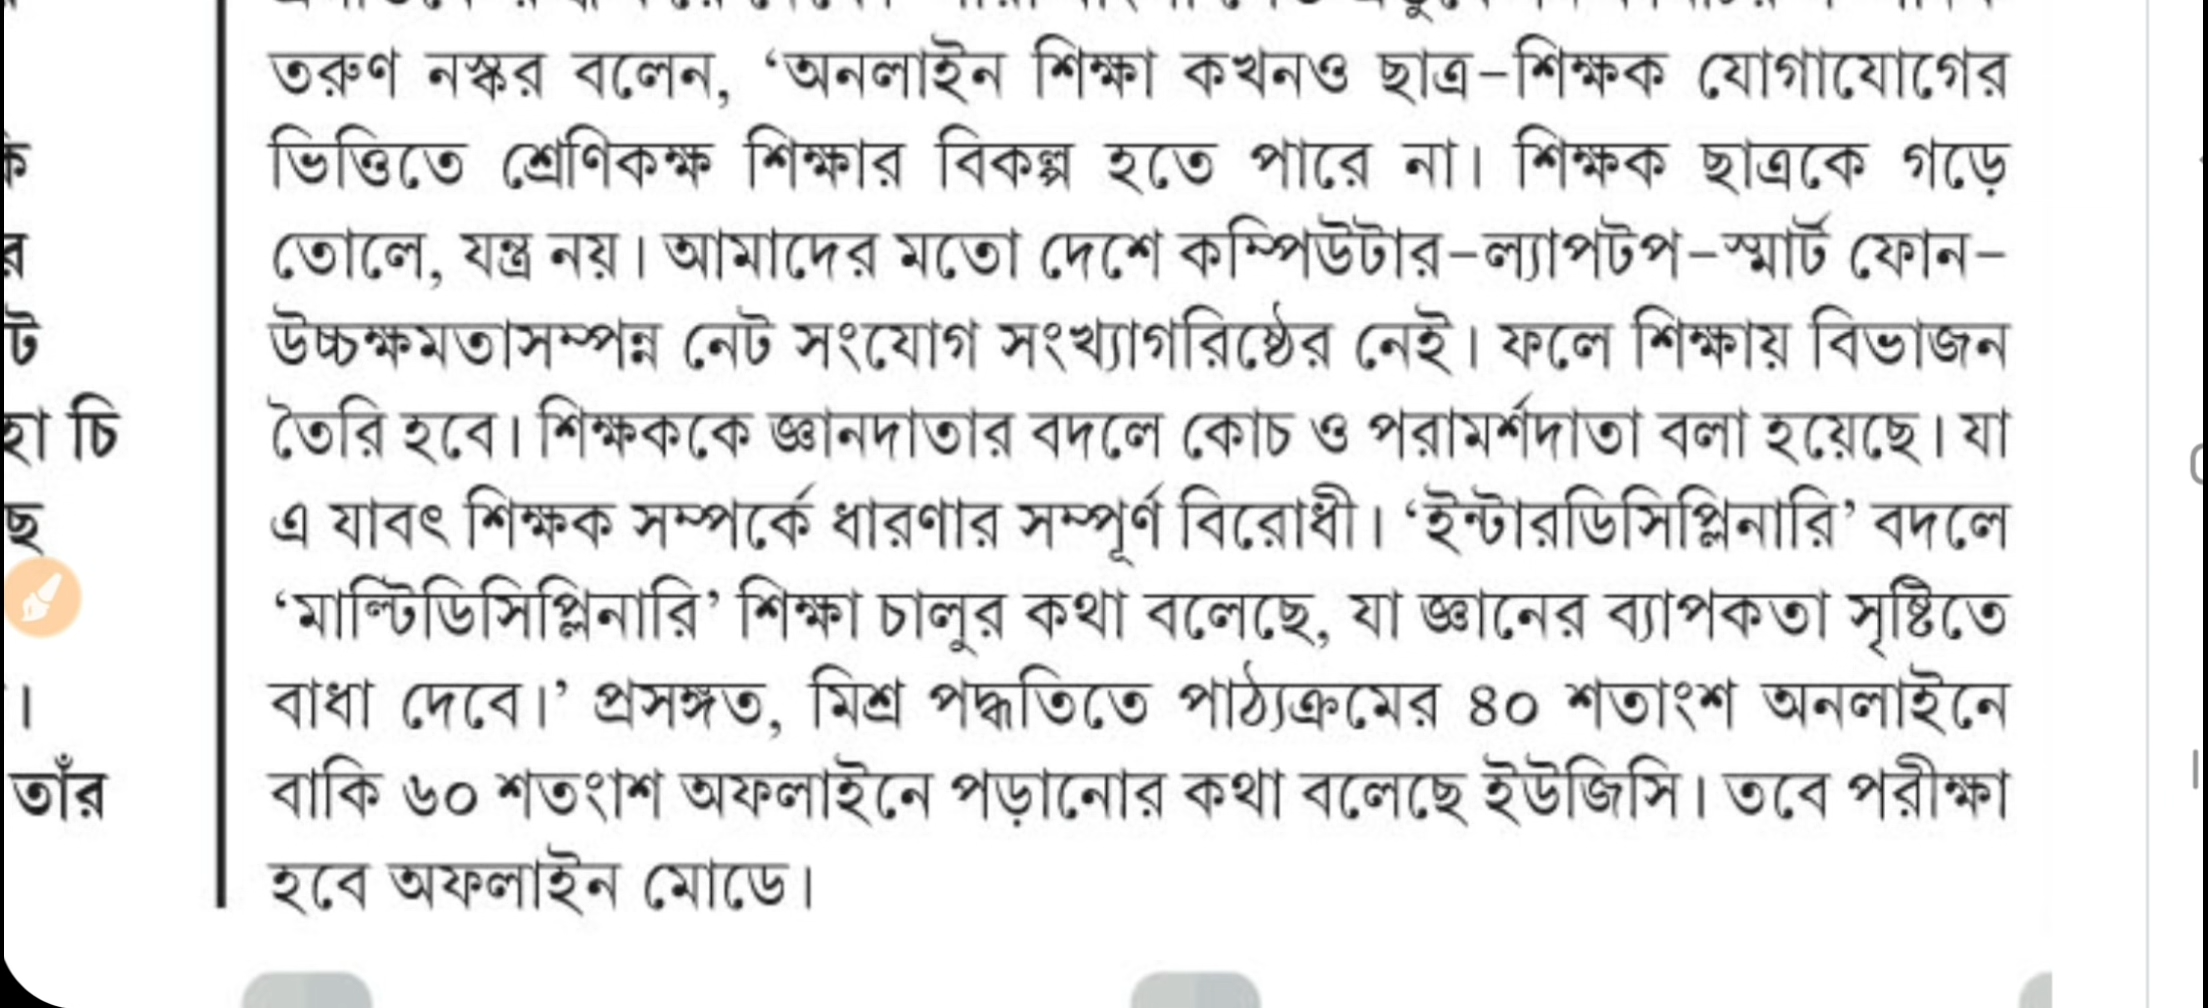 তরুণ নস্কর বলেন, ‘অনলাইন শিক্ষা কখনও ছাত্র-শিক্ষক যোগাযোগের
ভিত্তিতে শ্রেণিকক্ষ শিক্ষার বিকল্প হতে পারে না। শিক্ষক ছাত্রকে গড়ে
তোলে, যন্ত্র নয়। আমাদের মতো দেশে কম্পিউটার-ল্যাপটপ-স্মার্ট ফোন-
উচ্চক্ষমতাসম্পন্ন নেট সংযোগ সংখ্যাগরিষ্ঠের নেই। ফলে শিক্ষায় বিভাজন
তৈরি হবে। শিক্ষককে জ্ঞানদাতার বদলে কোচ ও পরামর্শদাতা বলা হয়েছে। যা
এ যাবৎ শিক্ষক সম্পর্কে ধারণার সম্পূর্ণ বিরোধী। ‘ইন্টারডিসিপ্লিনারি’ বদলে
‘মাল্টিডিসিপ্লিনারি’ শিক্ষা চালুর কথা বলেছে, যা জ্ঞানের ব্যাপকতা সৃষ্টিতে
বাধা দেবে।’ প্রসঙ্গত, মিশ্র পদ্ধতিতে পাঠ্যক্রমের ৪০ শতাংশ অনলাইনে
বাকি ৬০ শতংাশ অফলাইনে পড়ানোর কথা বলেছে ইউজিসি। তবে পরীক্ষা
হবে অফলাইন মোডে।
চি
তাঁর